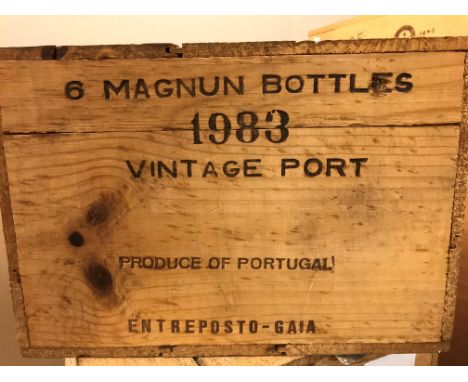 6 MAGNUN BOTTLES
1983
VINTAGE PORT
PRODUCE OF PORTUGAL
ENTREPOSTO-GAIA